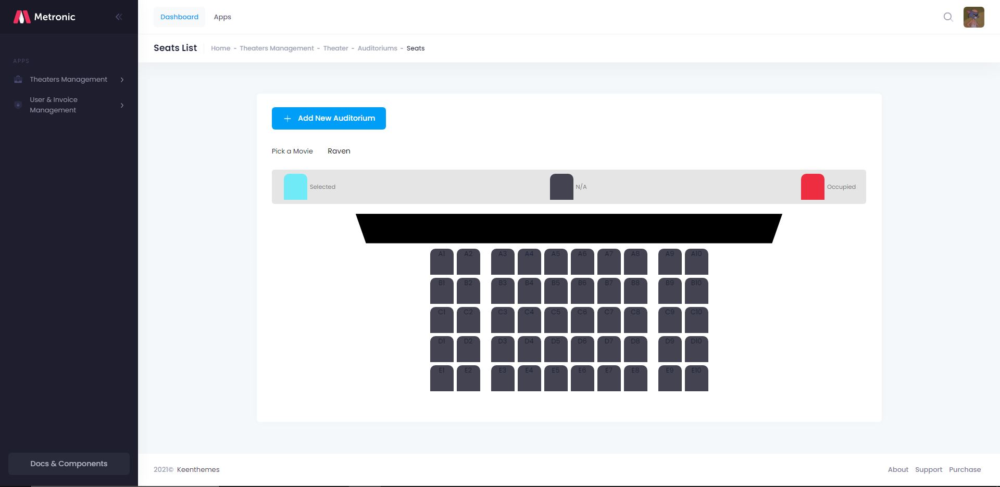 Metronic
Dashboard Apps
Seats List Home - Theaters Management - Theater - Auditoriums - Seats
APPS
Theaters Management
User & Invoice
Management
Add New Auditorium
Pick a Movie Raven
Selected N/A Occupied
A1 A2 A3 A4 A5 A6 A7 A8 A9 A10
B1 B2 B3 B4 B5 B6 B7 B8 B9 B10
C1 C2 C3 C4 C5 C6 C7 C8 C9 C10
D1 D2 D3 D4 D5 D6 D7 D8 D9 D10
E1 E2 E3 E4 E5 E6 E7 E8 E9 E10
Docs & Components
2021© Keenthemes About Support Purchase